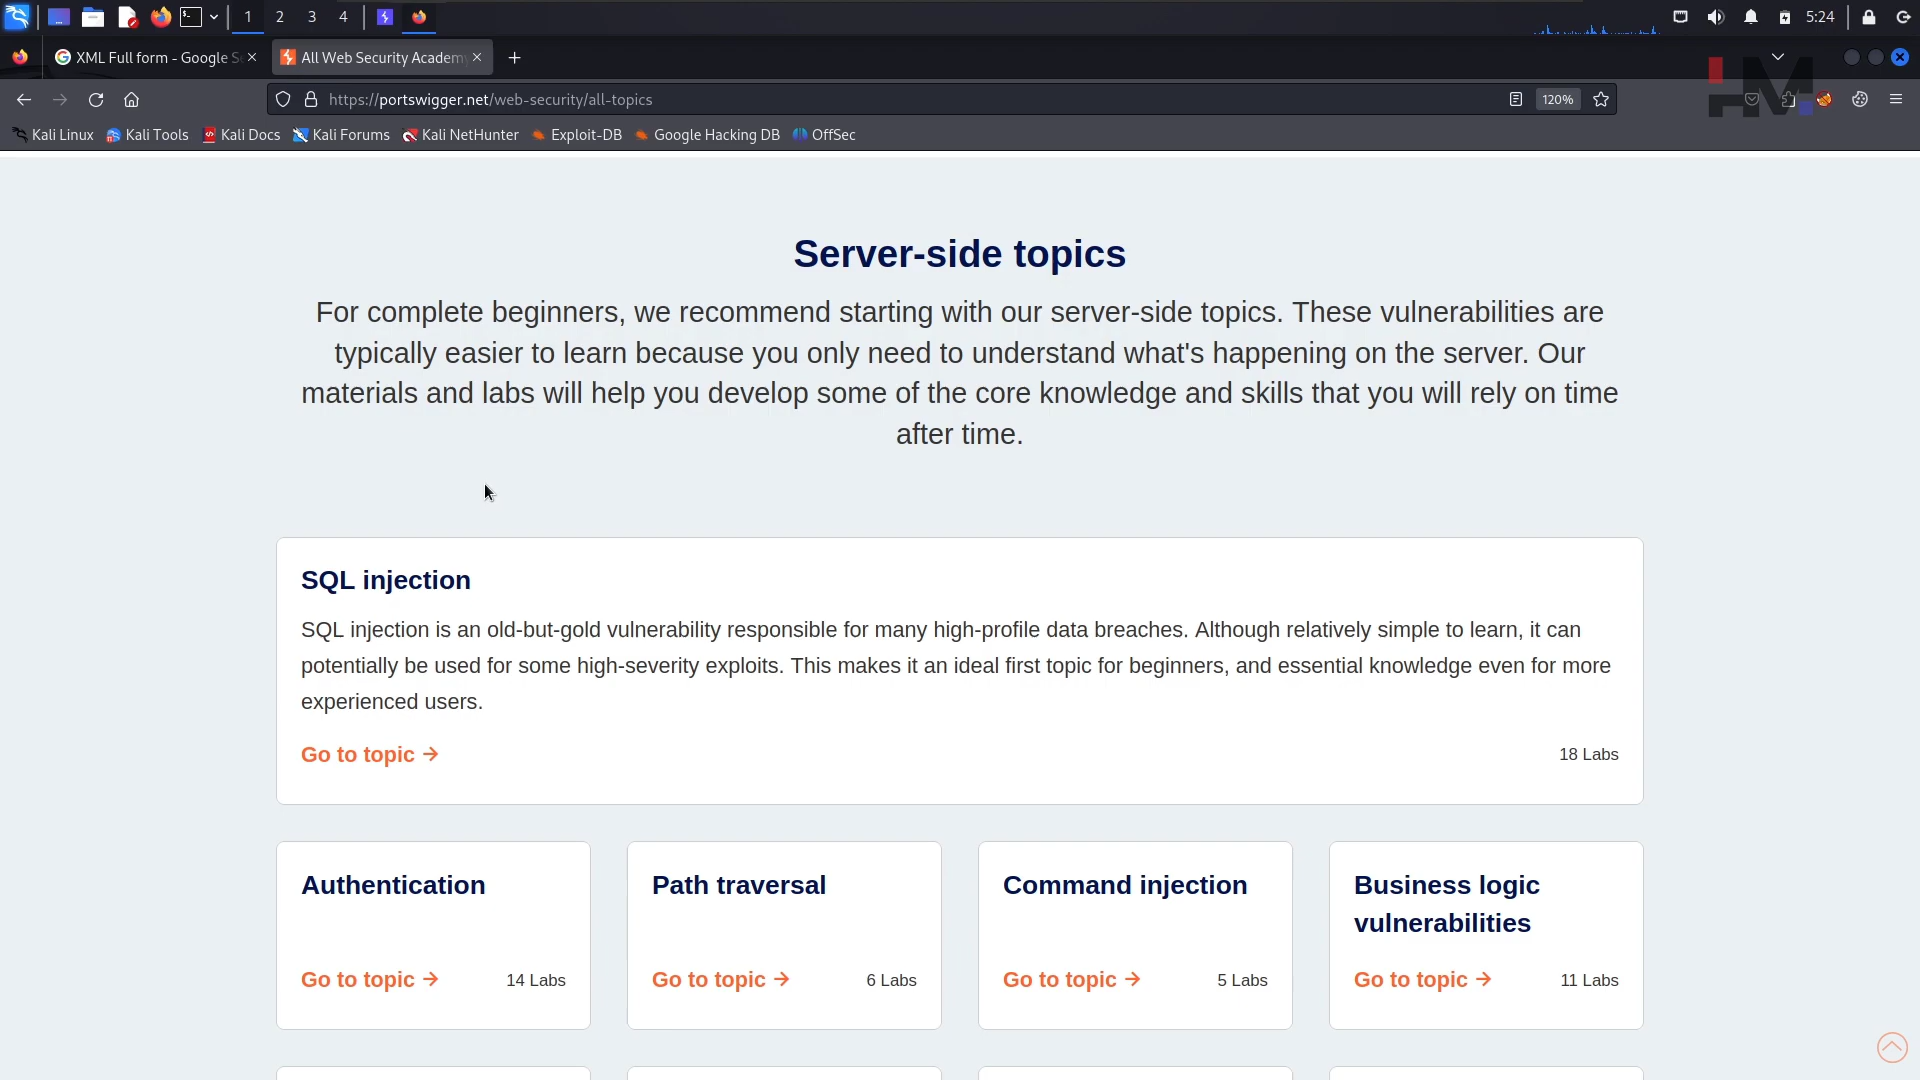 1 2 3 4 5:24
XML Full form - Google S
All Web Security Academy
https://portswigger.net/web-security/all-topics
120%
Kali Linux
Kali Tools
Kali Docs
Kali Forums
Kali NetHunter
Exploit-DB
Google Hacking DB
OffSec
HM
Server-side topics
For complete beginners, we recommend starting with our server-side topics. These vulnerabilities are
typically easier to learn because you only need to understand what's happening on the server. Our
materials and labs will help you develop some of the core knowledge and skills that you will rely on time
after time.
SQL injection
SQL injection is an old-but-gold vulnerability responsible for many high-profile data breaches. Although relatively simple to learn, it can
potentially be used for some high-severity exploits. This makes it an ideal first topic for beginners, and essential knowledge even for more
experienced users.
Go to topic → 18 Labs
Authentication
Go to topic → 14 Labs
Path traversal
Go to topic → 6 Labs
Command injection
Go to topic → 5 Labs
Business logic
vulnerabilities
Go to topic → 11 Labs